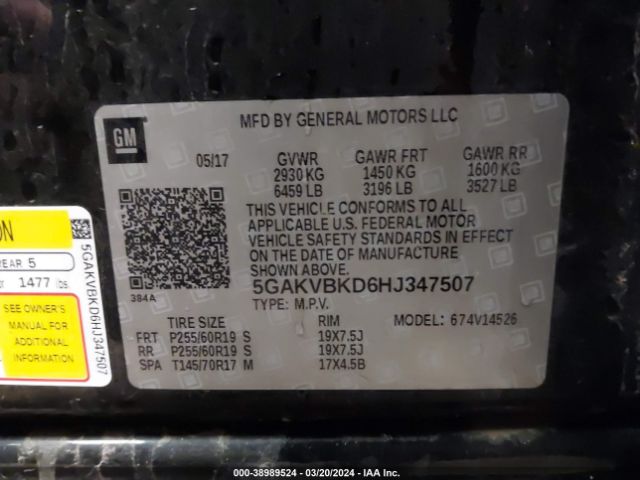 MFD BY GENERAL MOTORS LLC
GM
05/17
GVWR GAWR FRT GAWR RR
2930 KG 1450 KG 1600 KG
6459 LB 3196 LB 3527 LB
THIS VEHICLE CONFORMS TO ALL
APPLICABLE U.S. FEDERAL MOTOR
VEHICLE SAFETY STANDARDS IN EFFECT
ON THE DATE OF MANUFACTURE
SHOWN ABOVE.
384A
5GAKVBKD6HJ347507
TYPE: M.P.V.
MODEL: 674V14526
TIRE SIZE RIM
FRT P255/60R19 S 19X7.5J
RR P255/60R19 S 19X7.5J
SPA T145/70R17 M 17X4.5B
ON
EAR 5
or 1477 lbs.
SEE OWNER'S
MANUAL FOR
ADDITIONAL
INFORMATION
5GAKVBKD6HJ347507
000-38989524 - 03/20/2024 - IAA Inc.